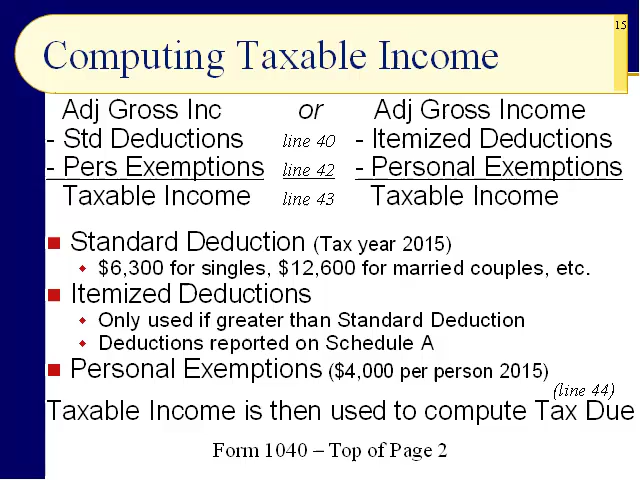 15
Computing Taxable Income
Adj Gross Inc or Adj Gross Income
- Std Deductions line 40 - Itemized Deductions
- Pers Exemptions line 42 - Personal Exemptions
Taxable Income line 43 Taxable Income
Standard Deduction (Tax year 2015)
$6,300 for singles, $12,600 for married couples, etc.
Itemized Deductions
Only used if greater than Standard Deduction
Deductions reported on Schedule A
Personal Exemptions ($4,000 per person 2015)
(line 44)
Taxable Income is then used to compute Tax Due
Form 1040 – Top of Page 2